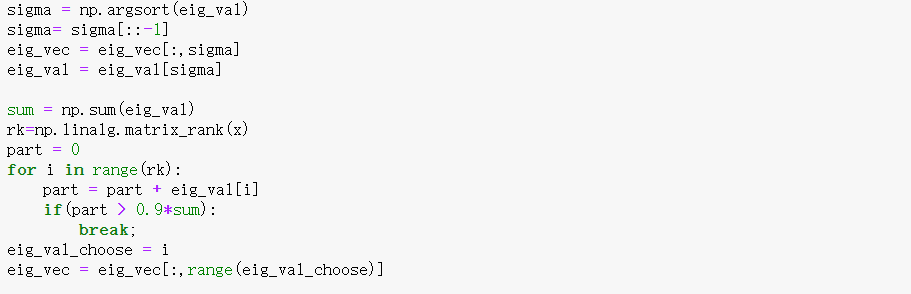 sigma = np.argsort(eig_val)
sigma= sigma[::-1]
eig_vec = eig_vec[:,sigma]
eig_val = eig_val[sigma]
sum = np.sum(eig_val)
rk=np.linalg.matrix_rank(x)
part = 0
for i in range(rk):
    part = part + eig_val[i]
    if(part > 0.9*sum):
        break;
eig_val_choose = i
eig_vec = eig_vec[:,range(eig_val_choose)]